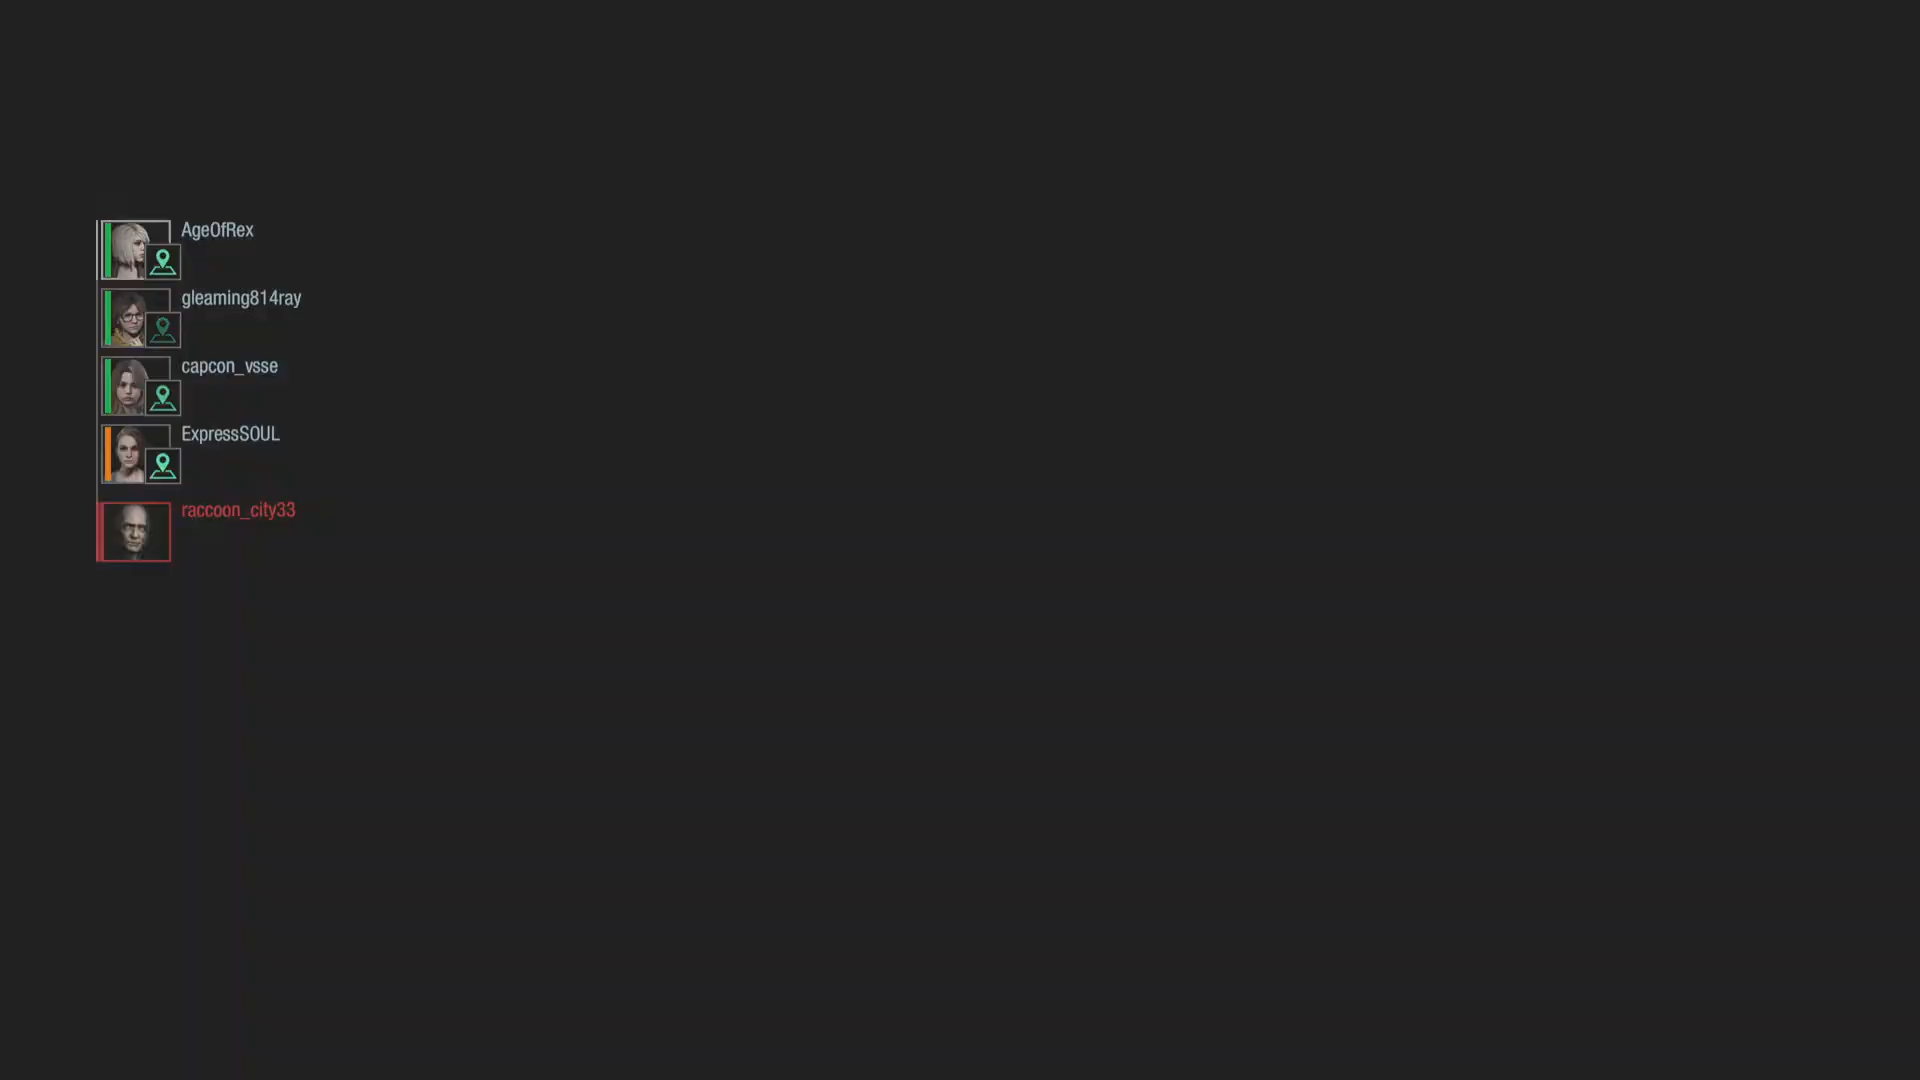 AgeOfRex
gleaming814ray
capcon_vsse
ExpressSOUL
raccoon_city33